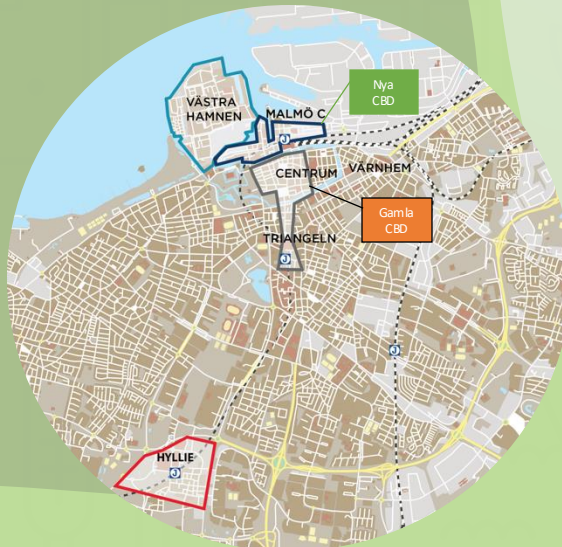 VÄSTRA
HAMNEN
Nya
CBD
MALMÖ C
J
CENTRUM
VÄRNHEM
Gamla
CBD
TRIANGELN
J
J
HYLLIE
J